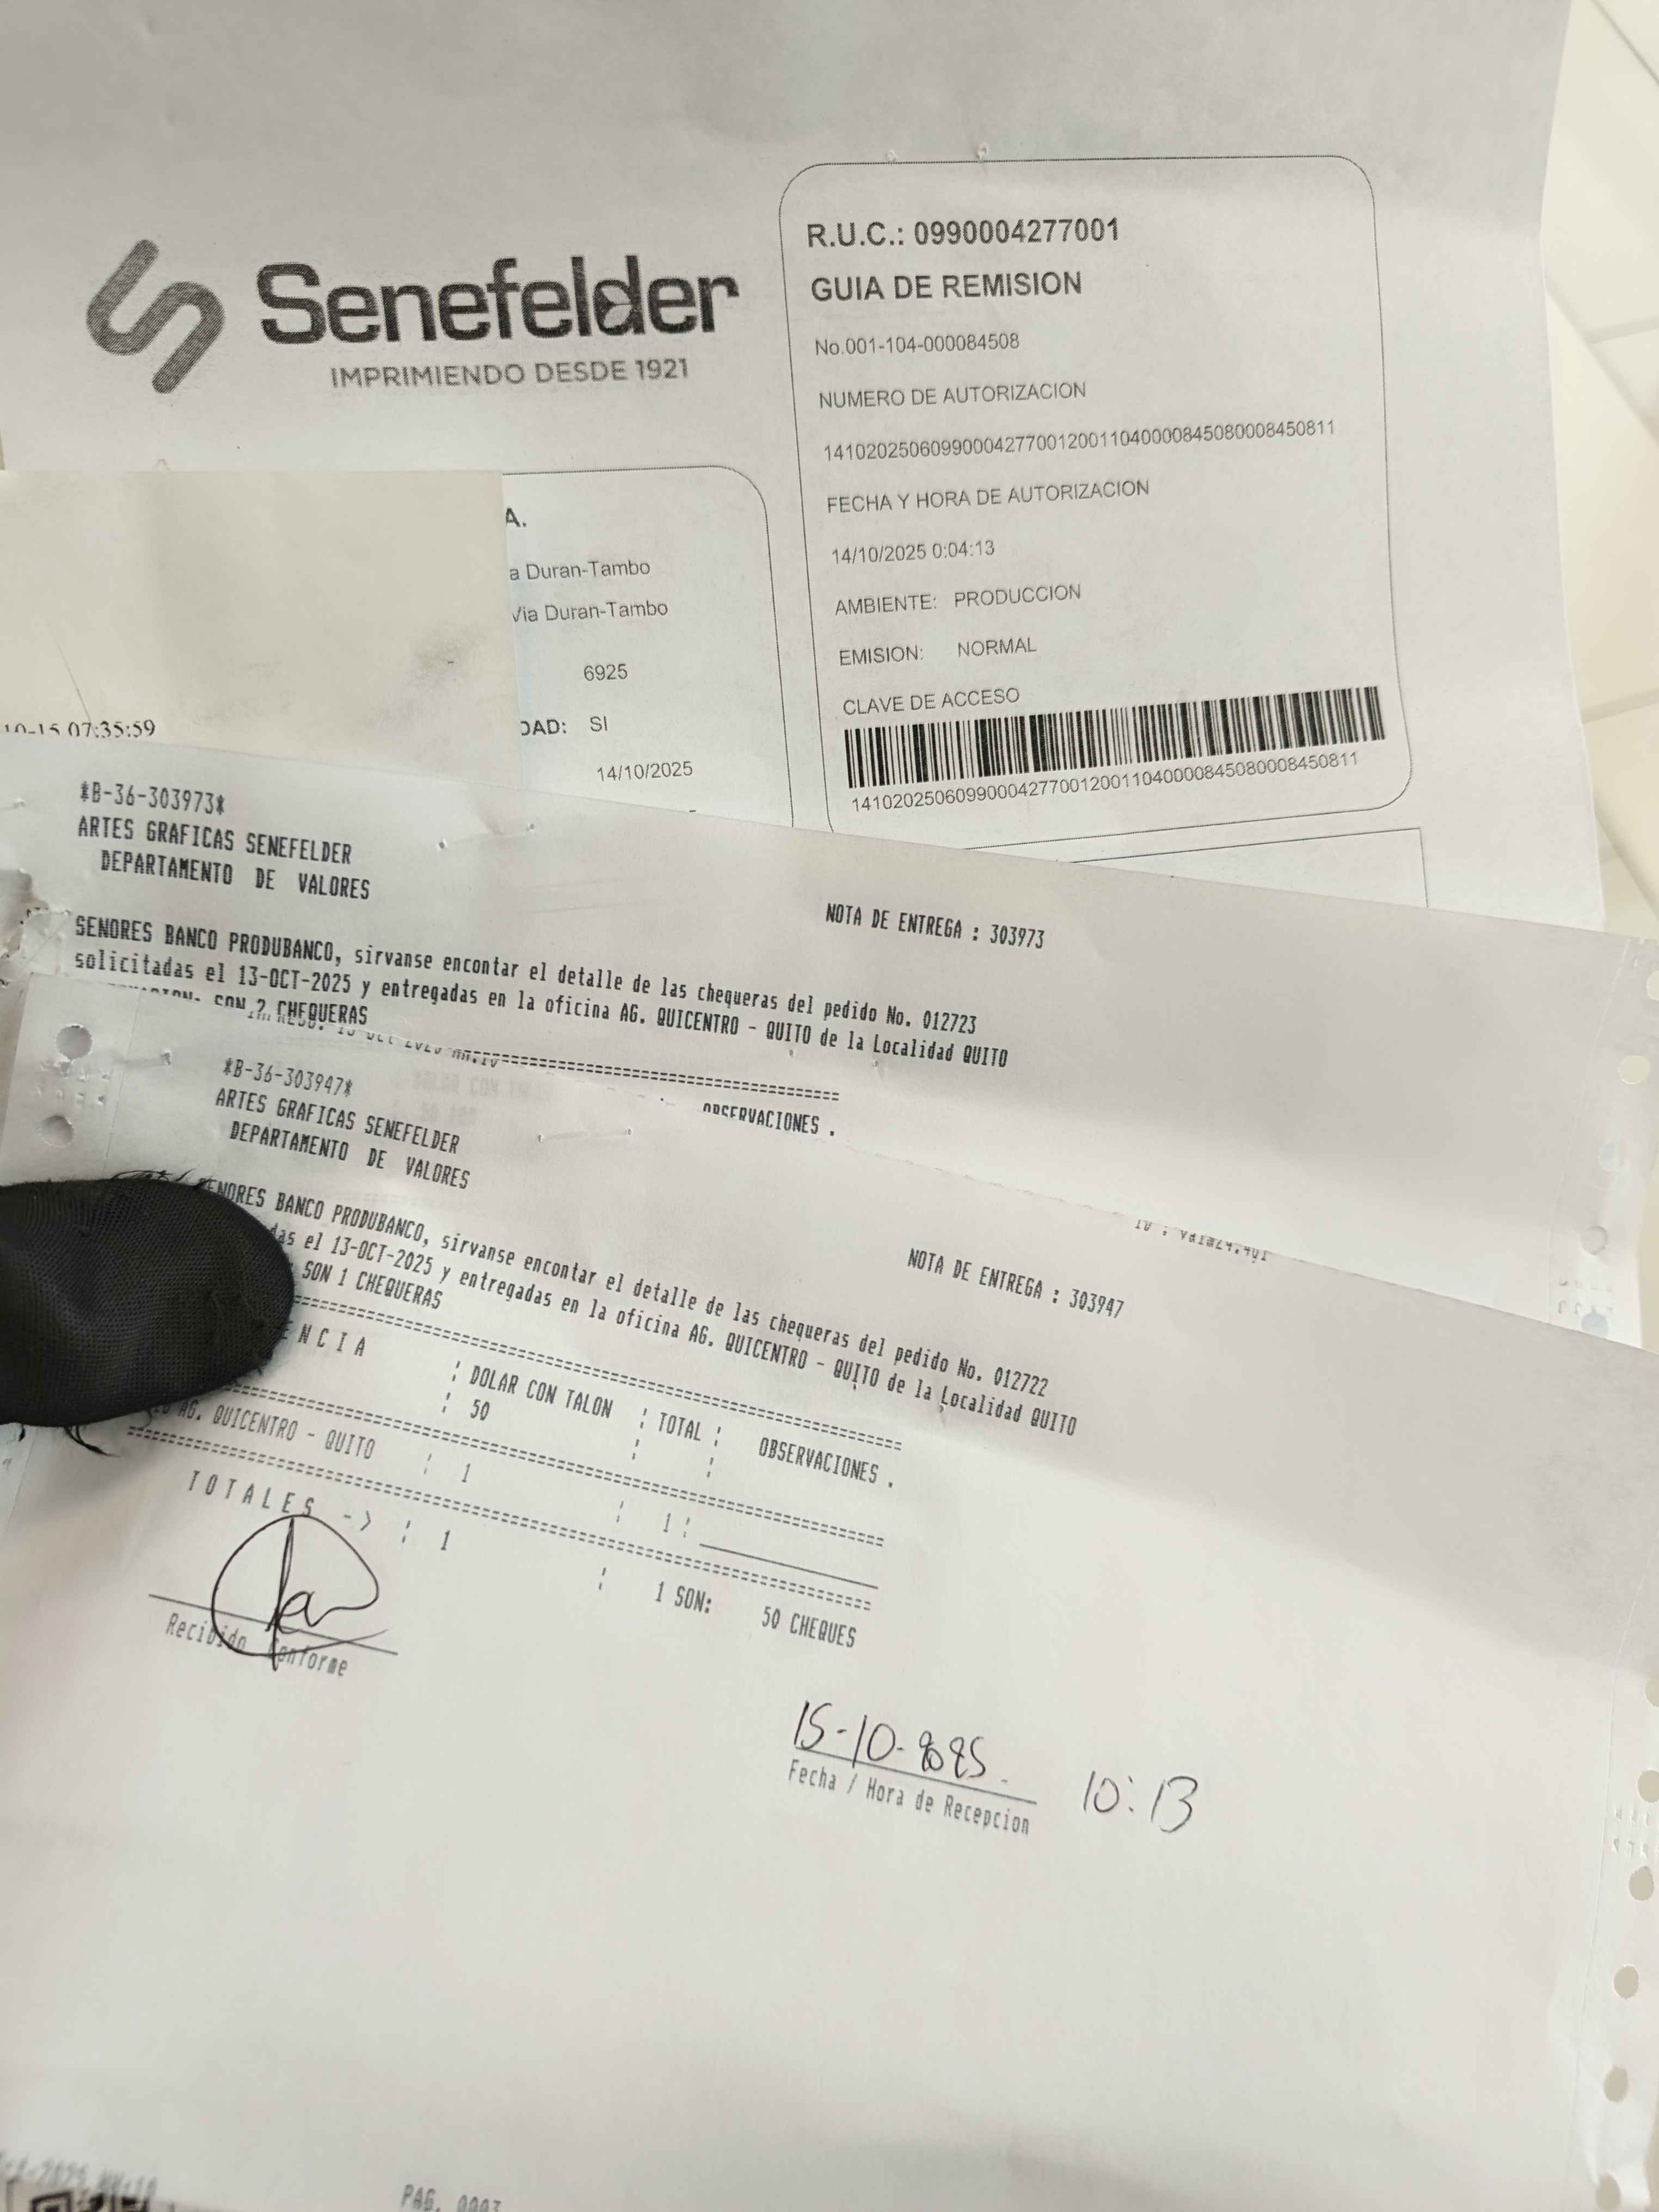 Senefelder
IMPRIMIENDO DESDE 1921
R.U.C.: 0990004277001
GUIA DE REMISION
No.001-104-000084508
NUMERO DE AUTORIZACION
1410202506099000427700120011040000845080008450811
FECHA Y HORA DE AUTORIZACION
14/10/2025 0:04:13
AMBIENTE: PRODUCCION
EMISION: NORMAL
CLAVE DE ACCESO
1410202506099000427700120011040000845080008450811
A.
a Duran-Tambo
Via Duran-Tambo
6925
DAD: SI
14/10/2025
10-15 07:35:59
*B-36-303973*
ARTES GRAFICAS SENEFELDER
DEPARTAMENTO DE VALORES
NOTA DE ENTREGA : 303973
SENORES BANCO PRODUBANCO, sirvanse encontar el detalle de las chequeras del pedido No. 012723
solicitadas el 13-OCT-2025 y entregadas en la oficina AG. QUICENTRO - QUITO de la Localidad QUITO
SON 2 CHEQUERAS
OBSERVACIONES .
*B-36-303947*
ARTES GRAFICAS SENEFELDER
DEPARTAMENTO DE VALORES
NOTA DE ENTREGA : 303947
ENORES BANCO PRODUBANCO, sirvanse encontar el detalle de las chequeras del pedido No. 012722
das el 13-OCT-2025 y entregadas en la oficina AG. QUICENTRO - QUITO de la Localidad QUITO
SON 1 CHEQUERAS
ENCIA : DOLAR CON TALON : TOTAL : OBSERVACIONES .
: 50 : :
AG. QUICENTRO - QUITO : 1 : 1 :
TOTALES -> : 1 : 1 SON: 50 CHEQUES
Recibido Conforme
15-10-2025 10:13
Fecha / Hora de Recepcion
PAG. 0003